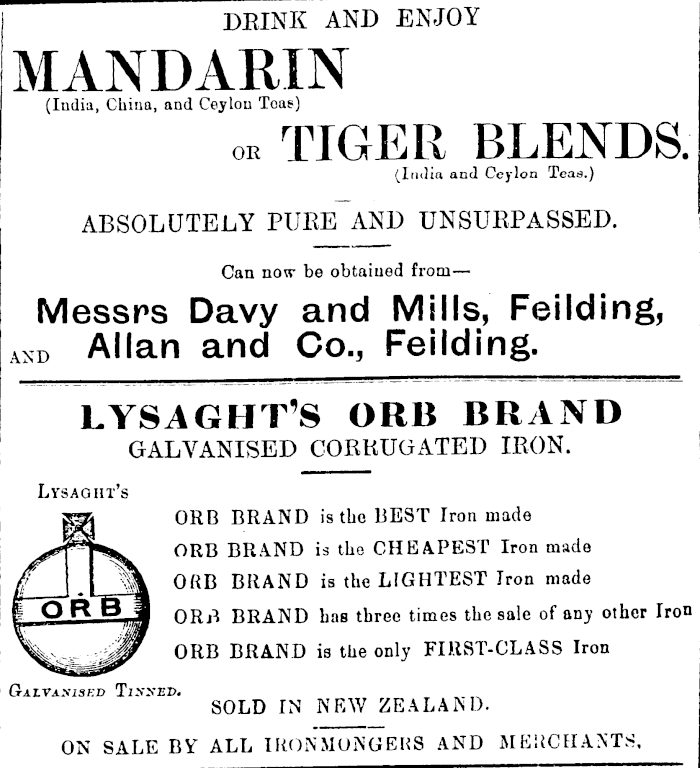 DRINK AND ENJOY
MANDARIN
(India, China, and Ceylon Teas)
OR TIGER BLENDS.
(India and Ceylon Teas.)
ABSOLUTELY PURE AND UNSURPASSED.
Can now be obtained from—
Messrs Davy and Mills, Feilding,
AND Allan and Co., Feilding.
LYSAGHT'S ORB BRAND
GALVANISED CORRUGATED IRON.
LYSAGHT'S
ORB
GALVANISED TINNED.
ORB BRAND is the BEST Iron made
ORB BRAND is the CHEAPEST Iron made
ORB BRAND is the LIGHTEST Iron made
ORB BRAND has three times the sale of any other Iron
ORB BRAND is the only FIRST-CLASS Iron
SOLD IN NEW ZEALAND.
ON SALE BY ALL IRONMONGERS AND MERCHANTS.